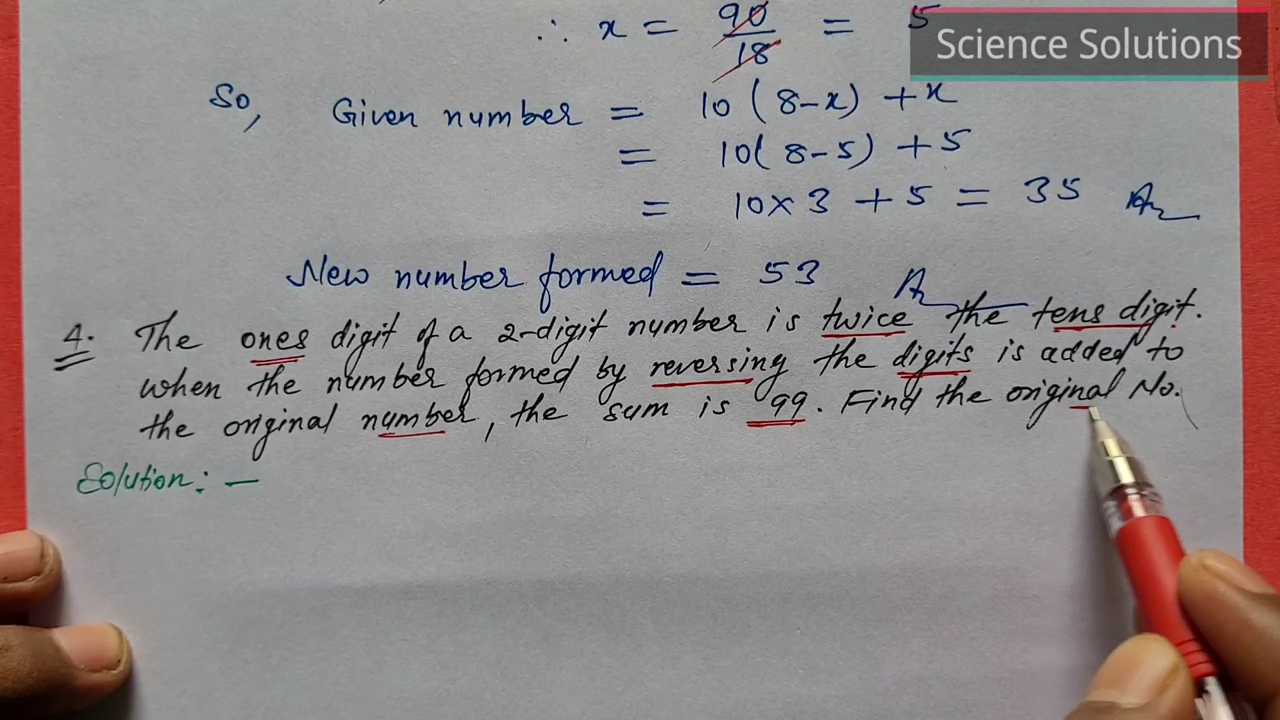 ∴ x = 90/18 = 5
Science Solutions
So, Given number = 10(8-x) +x
= 10(8-5) +5
= 10×3 +5 = 35 Ans
New number formed = 53 Ans
4. The ones digit of a 2-digit number is twice the tens digit.
when the number formed by reversing the digits is added to
the original number, the sum is 99. Find the original No.
Solution:—